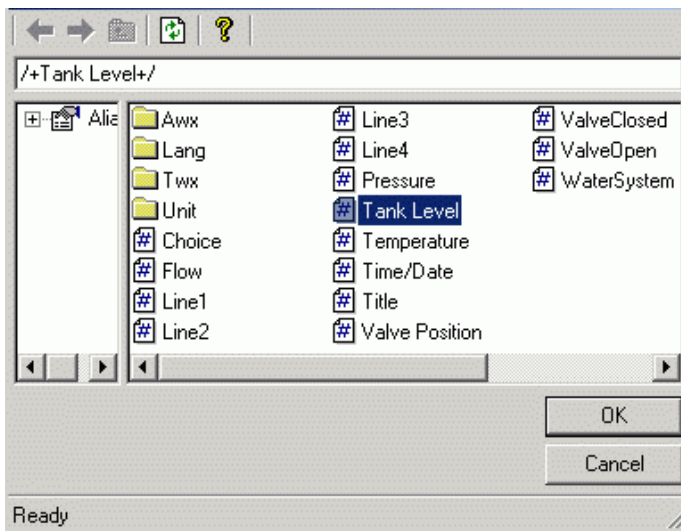 /+Tank Level+/
Alia
Awx
Lang
Twx
Unit
Choice
Flow
Line1
Line2
Line3
Line4
Pressure
Tank Level
Temperature
Time/Date
Title
Valve Position
ValveClosed
ValveOpen
WaterSystem
OK
Cancel
Ready